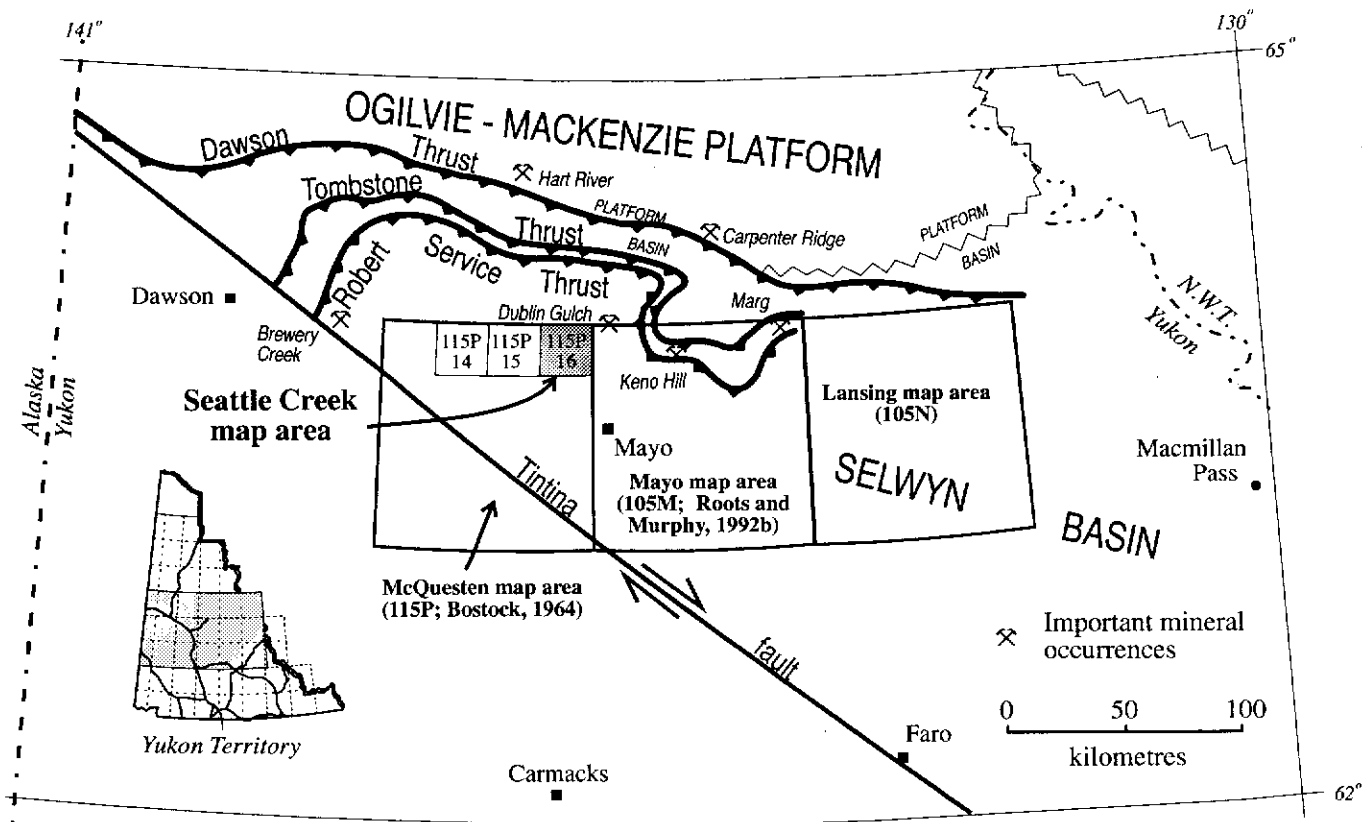 141°
130°
65°
OGILVIE - MACKENZIE PLATFORM
Dawson Thrust
Hart River
Tombstone Thrust
PLATFORM
BASIN
Carpenter Ridge
PLATFORM
BASIN
Robert Service Thrust
Dawson
Brewery
Creek
Dublin Gulch
Marg
N.W.T.
Yukon
115P
14
115P
15
115P
16
Keno Hill
Seattle Creek
map area
Lansing map area
(105N)
Alaska
Yukon
Mayo
Macmillan
Pass
SELWYN
BASIN
Tintina
fault
Mayo map area
(105M; Roots and
Murphy, 1992b)
McQuesten map area
(115P; Bostock, 1964)
Important mineral
occurrences
0 50 100
kilometres
Yukon Territory
Faro
Carmacks
62°